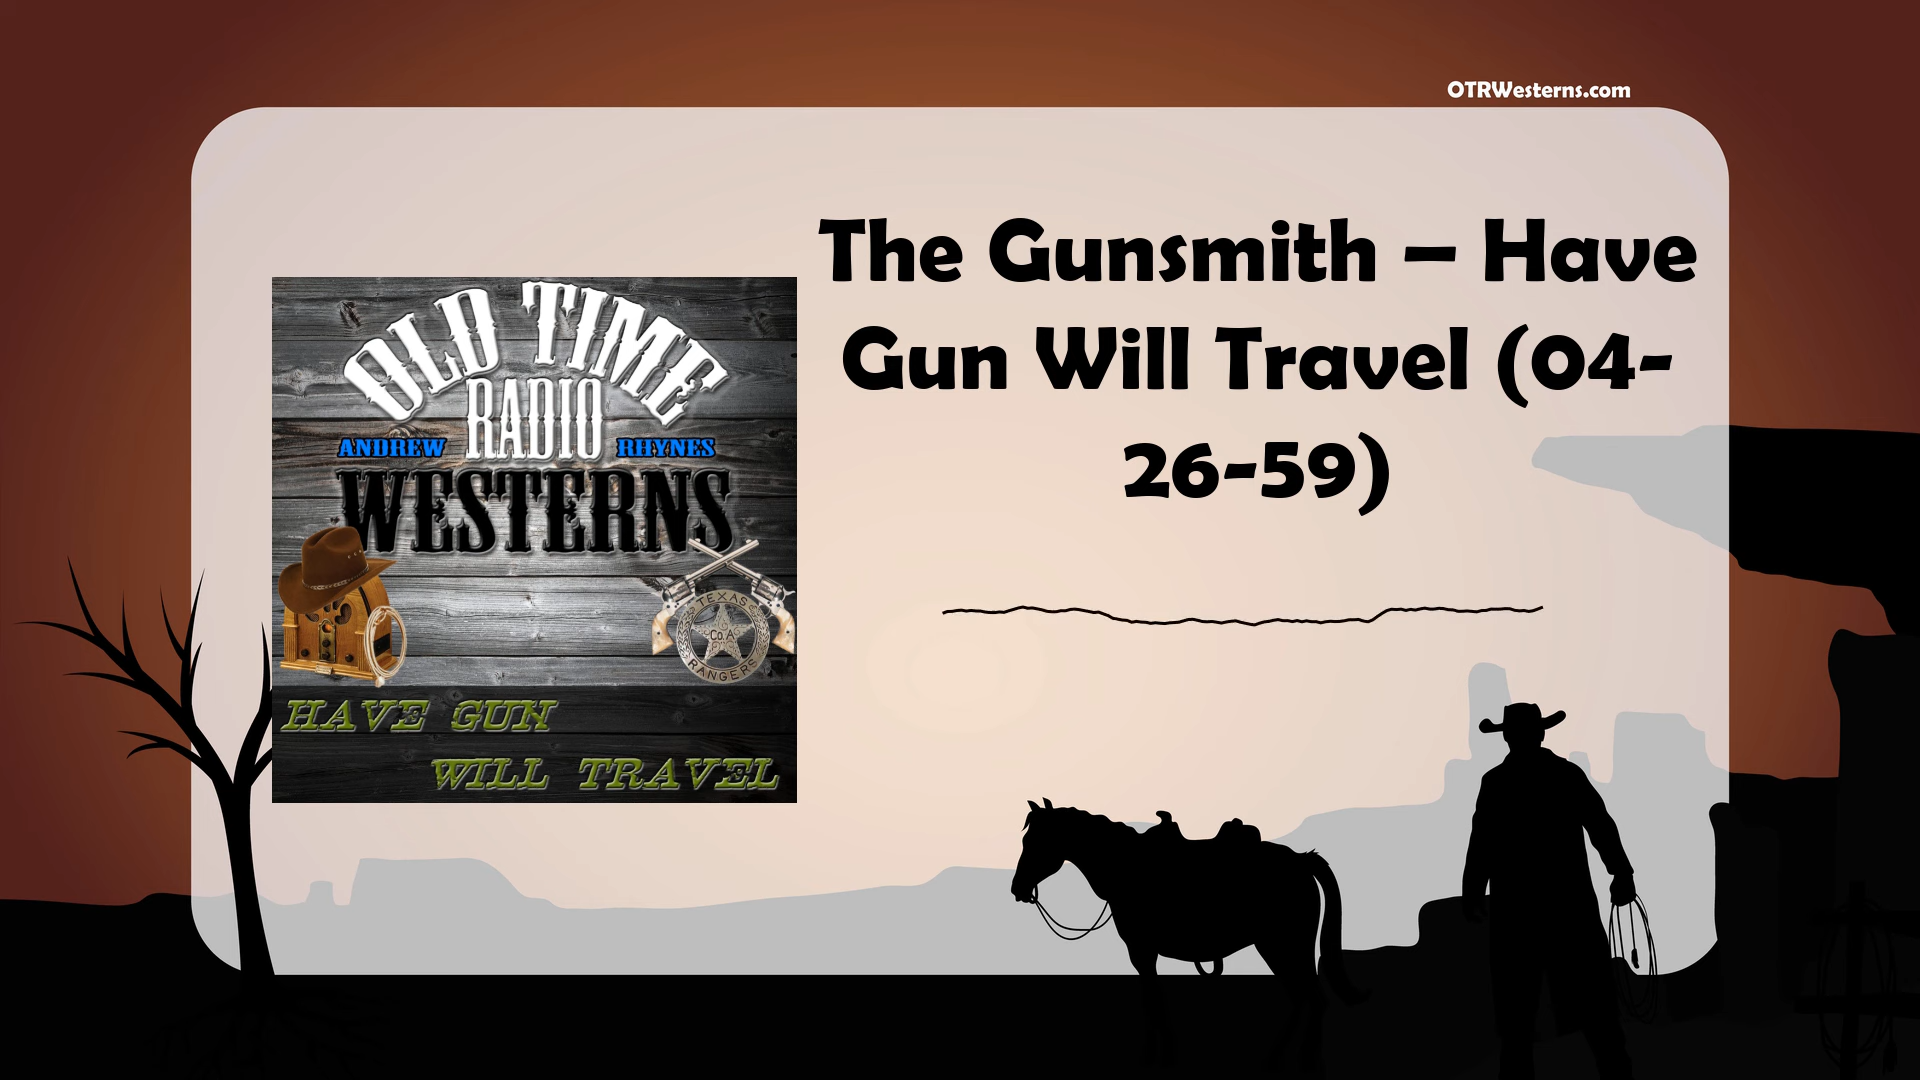 OTRWesterns.com
The Gunsmith – Have
Gun Will Travel (04-
26-59)
OLD TIME
RADIO
ANDREW RHYNES
WESTERNS
TEXAS
Co. A
RANGERS
HAVE GUN
WILL TRAVEL